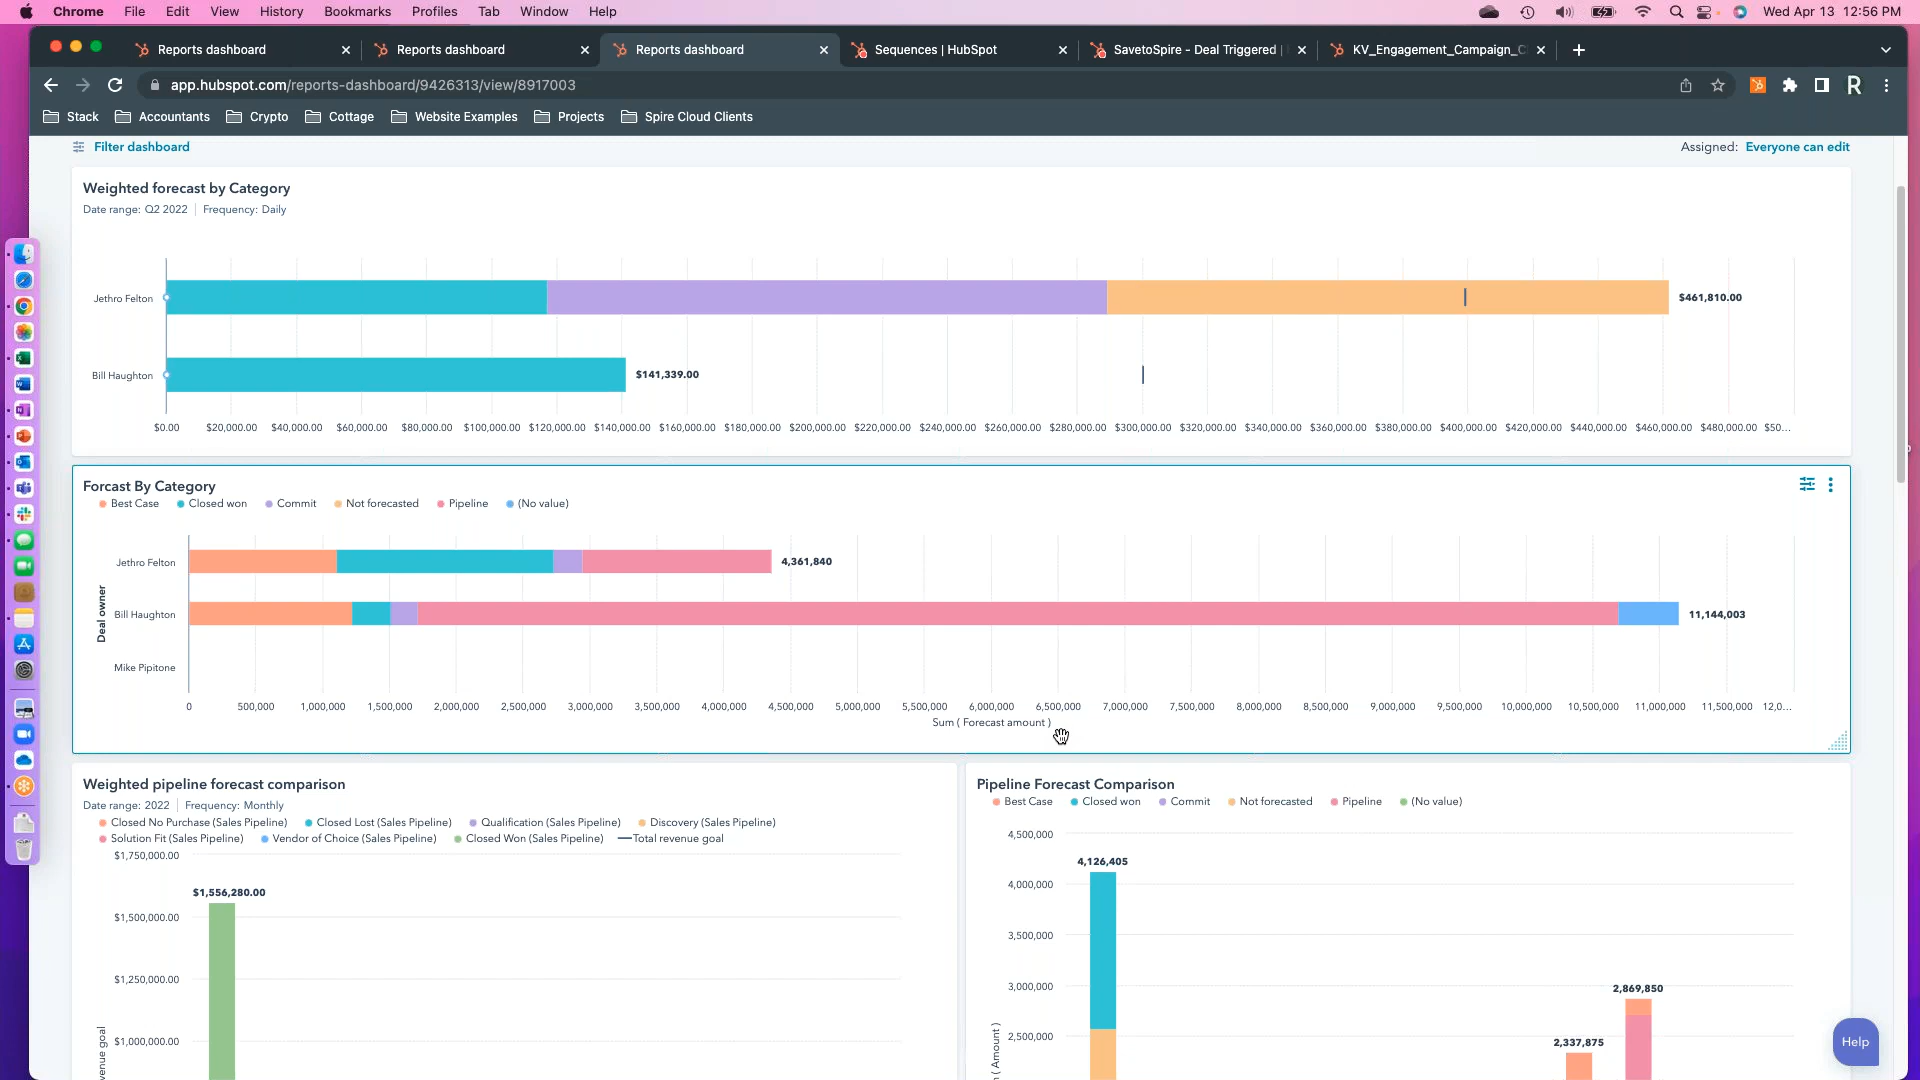 Chrome File Edit View History Bookmarks Profiles Tab Window Help Wed Apr 13 12:56 PM
Reports dashboard Reports dashboard Reports dashboard Sequences | HubSpot SavetoSpire - Deal Triggered | KV_Engagement_Campaign_C
app.hubspot.com/reports-dashboard/9426313/view/8917003 R
Stack Accountants Crypto Cottage Website Examples Projects Spire Cloud Clients
Filter dashboard Assigned: Everyone can edit
Weighted forecast by Category
Date range: Q2 2022 Frequency: Daily
Jethro Felton $461,810.00
Bill Haughton $141,339.00
$0.00 $20,000.00 $40,000.00 $60,000.00 $80,000.00 $100,000.00 $120,000.00 $140,000.00 $160,000.00 $180,000.00 $200,000.00 $220,000.00 $240,000.00 $260,000.00 $280,000.00 $300,000.00 $320,000.00 $340,000.00 $360,000.00 $380,000.00 $400,000.00 $420,000.00 $440,000.00 $460,000.00 $480,000.00 $50...
Forcast By Category
Best Case Closed won Commit Not forecasted Pipeline (No value)
Jethro Felton 4,361,840
Deal owner
Bill Haughton 11,144,003
Mike Pipitone
0 500,000 1,000,000 1,500,000 2,000,000 2,500,000 3,000,000 3,500,000 4,000,000 4,500,000 5,000,000 5,500,000 6,000,000 6,500,000 7,000,000 7,500,000 8,000,000 8,500,000 9,000,000 9,500,000 10,000,000 10,500,000 11,000,000 11,500,000 12,0...
Sum ( Forecast amount )
Weighted pipeline forecast comparison
Date range: 2022 Frequency: Monthly
Closed No Purchase (Sales Pipeline) Closed Lost (Sales Pipeline) Qualification (Sales Pipeline) Discovery (Sales Pipeline)
Solution Fit (Sales Pipeline) Vendor of Choice (Sales Pipeline) Closed Won (Sales Pipeline) Total revenue goal
$1,750,000.00
$1,556,280.00
$1,500,000.00
$1,250,000.00
$1,000,000.00
venue goal
Pipeline Forecast Comparison
Best Case Closed won Commit Not forecasted Pipeline (No value)
4,500,000
4,126,405
4,000,000
3,500,000
3,000,000
2,869,850
2,500,000
2,337,875
( Amount )
Help